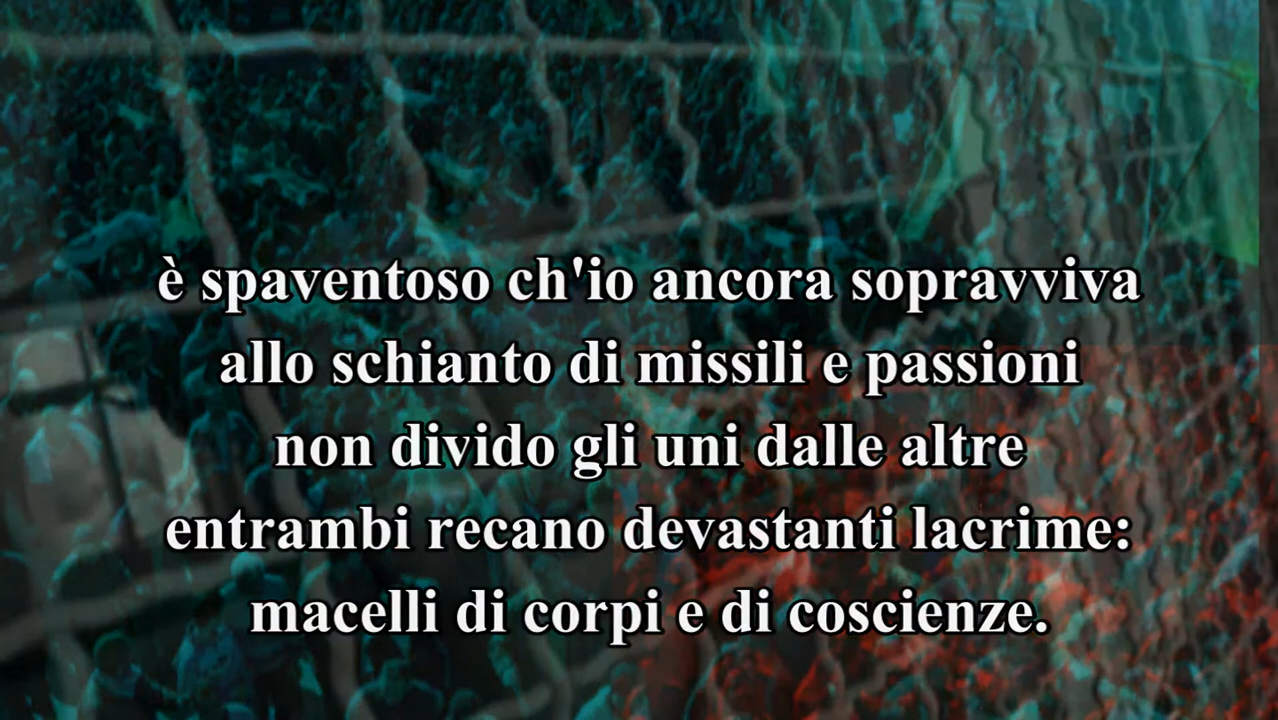 è spaventoso ch'io ancora sopravviva
allo schianto di missili e passioni
non divido gli uni dalle altre
entrambi recano devastanti lacrime:
macelli di corpi e di coscienze.